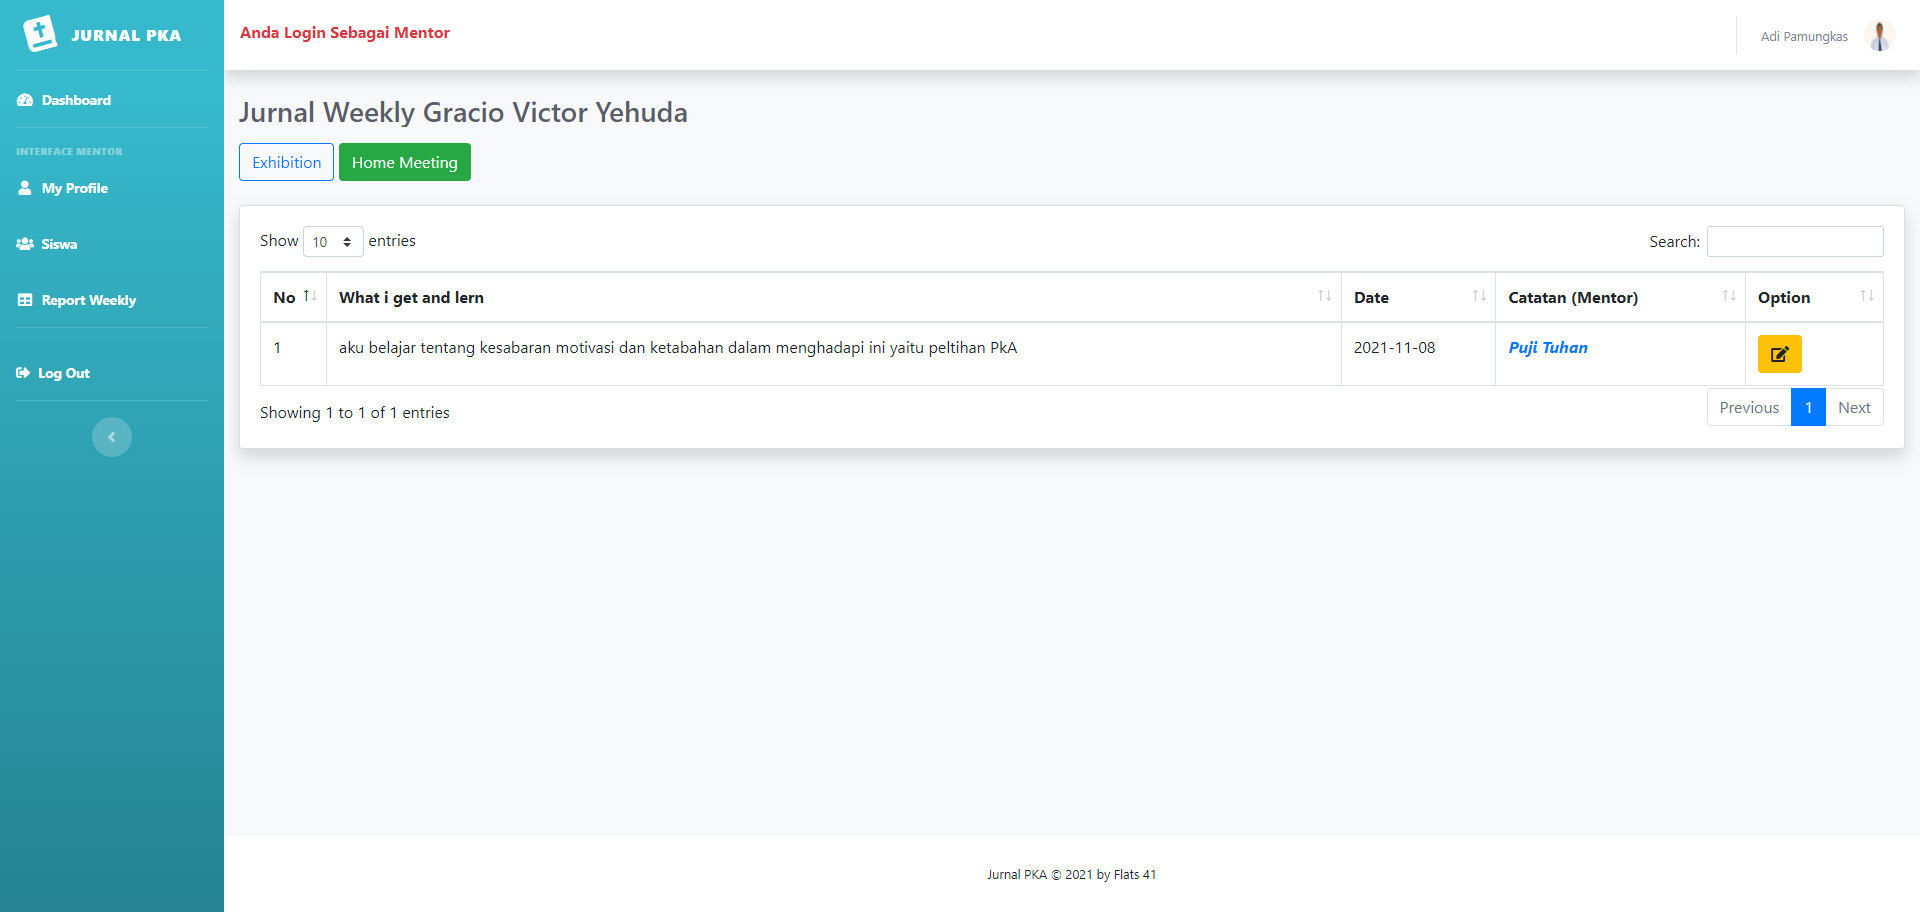 JURNAL PKA
Anda Login Sebagai Mentor
Adi Pamungkas
Dashboard
INTERFACE MENTOR
My Profile
Siswa
Report Weekly
Log Out
Jurnal Weekly Gracio Victor Yehuda
Exhibition Home Meeting
Show 10 entries
Search:
No What i get and lern Date Catatan (Mentor) Option
1 aku belajar tentang kesabaran motivasi dan ketabahan dalam menghadapi ini yaitu peltihan PkA 2021-11-08 Puji Tuhan
Showing 1 to 1 of 1 entries
Previous 1 Next
Jurnal PKA © 2021 by Flats 41